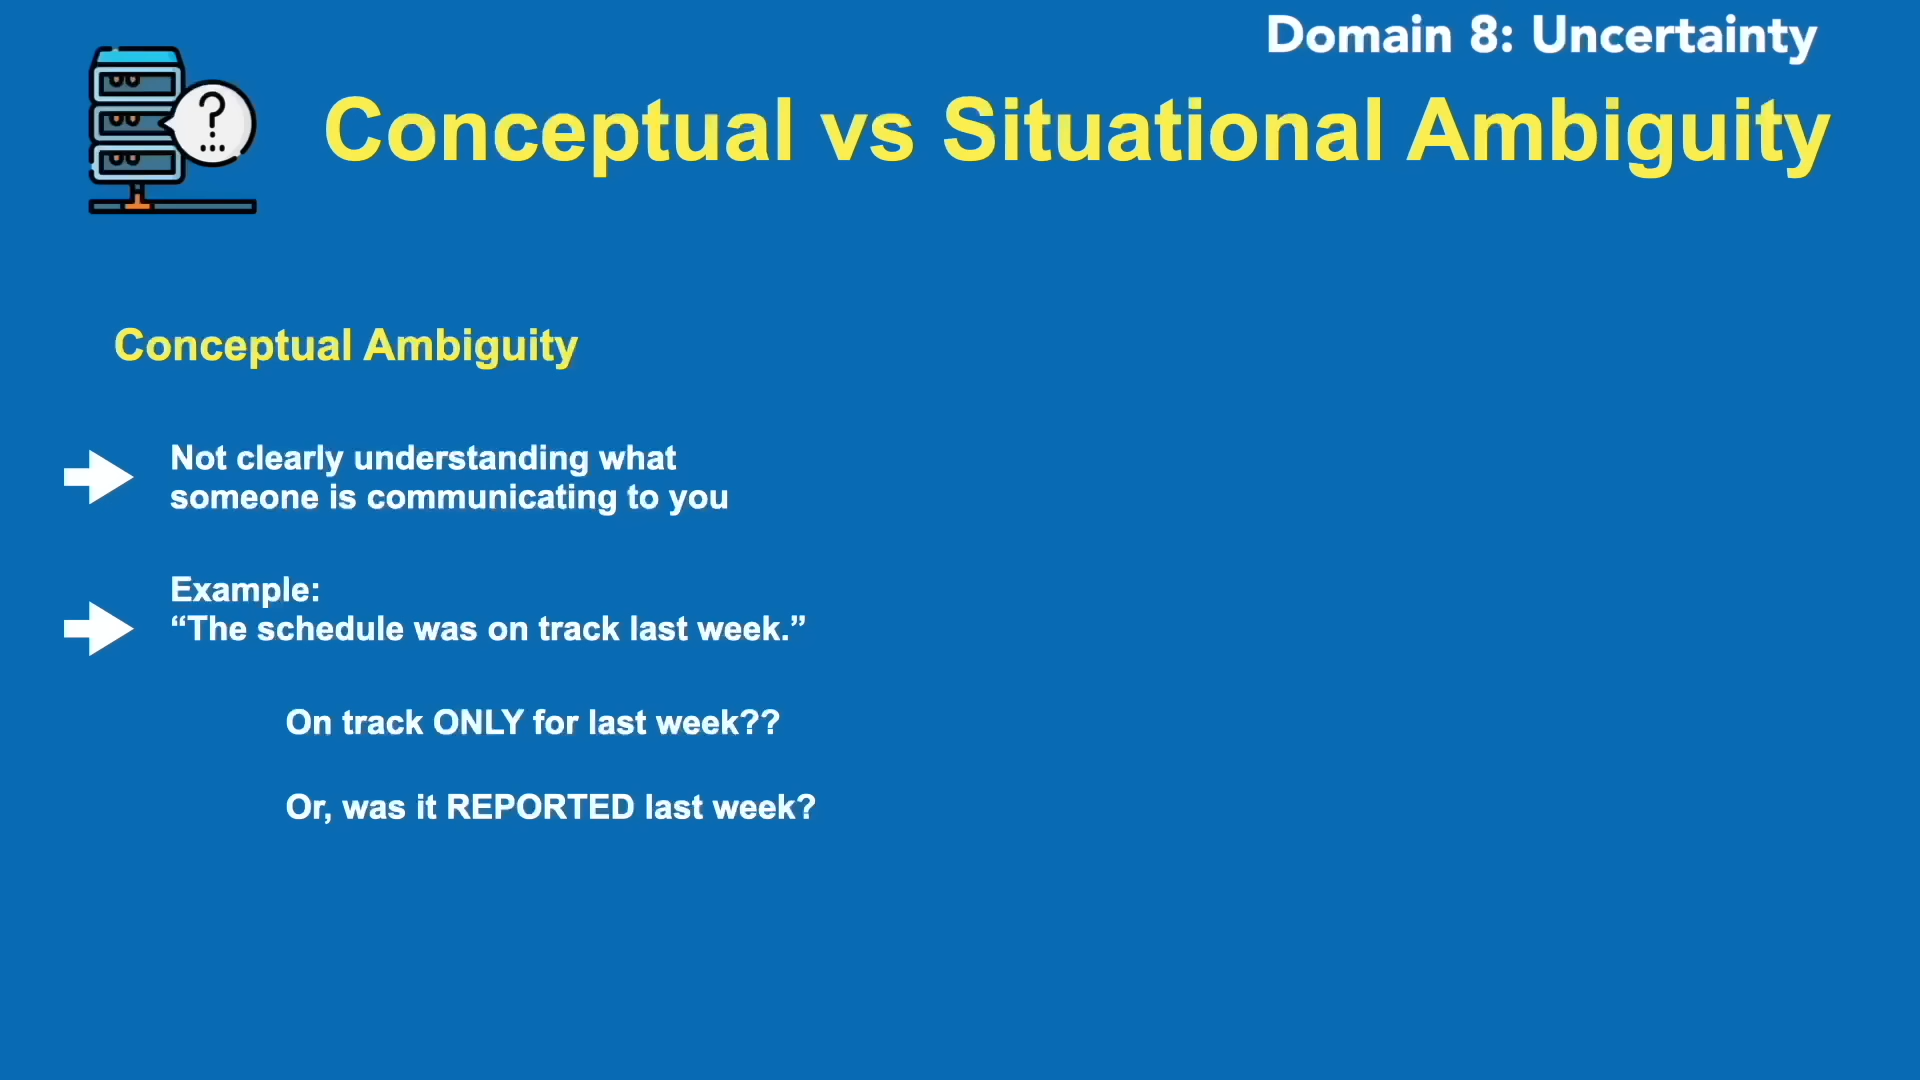 Domain 8: Uncertainty
Conceptual vs Situational Ambiguity
?
...
Conceptual Ambiguity
Not clearly understanding what
someone is communicating to you
Example:
“The schedule was on track last week.”
On track ONLY for last week??
Or, was it REPORTED last week?